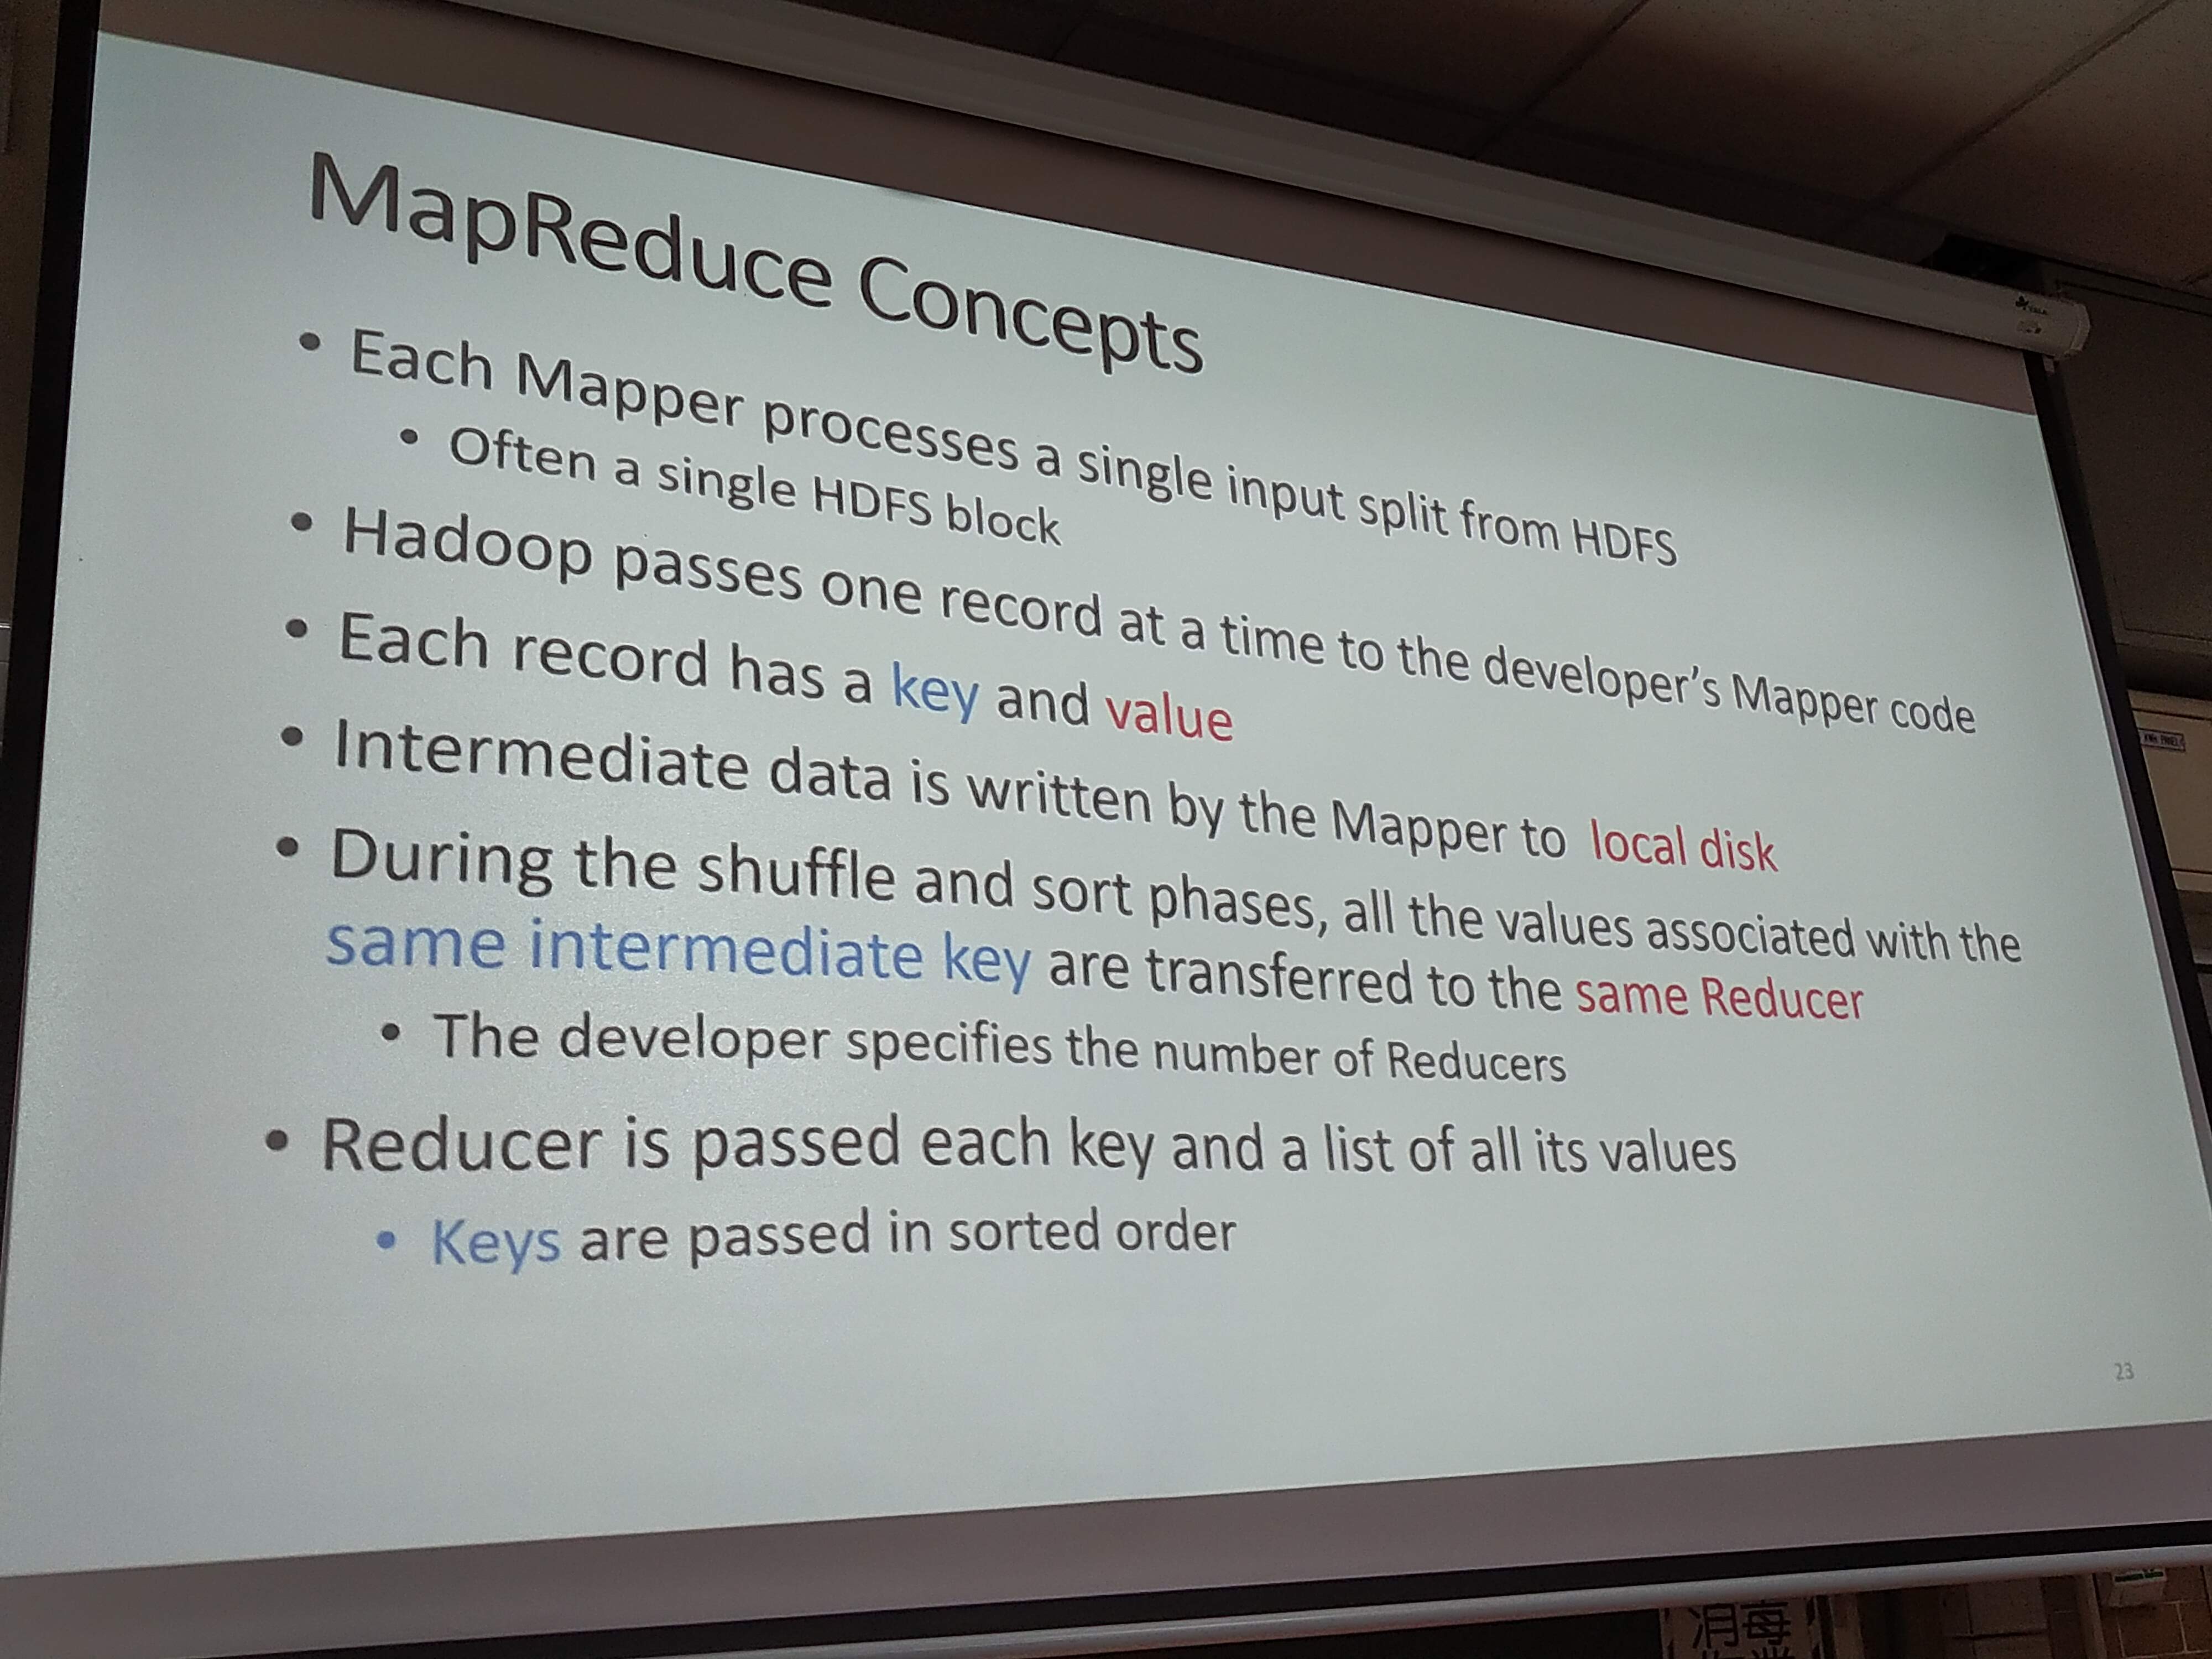 MapReduce Concepts
• Each Mapper processes a single input split from HDFS
• Often a single HDFS block
• Hadoop passes one record at a time to the developer’s Mapper code
• Each record has a key and value
• Intermediate data is written by the Mapper to local disk
• During the shuffle and sort phases, all the values associated with the
same intermediate key are transferred to the same Reducer
• The developer specifies the number of Reducers
• Reducer is passed each key and a list of all its values
• Keys are passed in sorted order
23
消毒